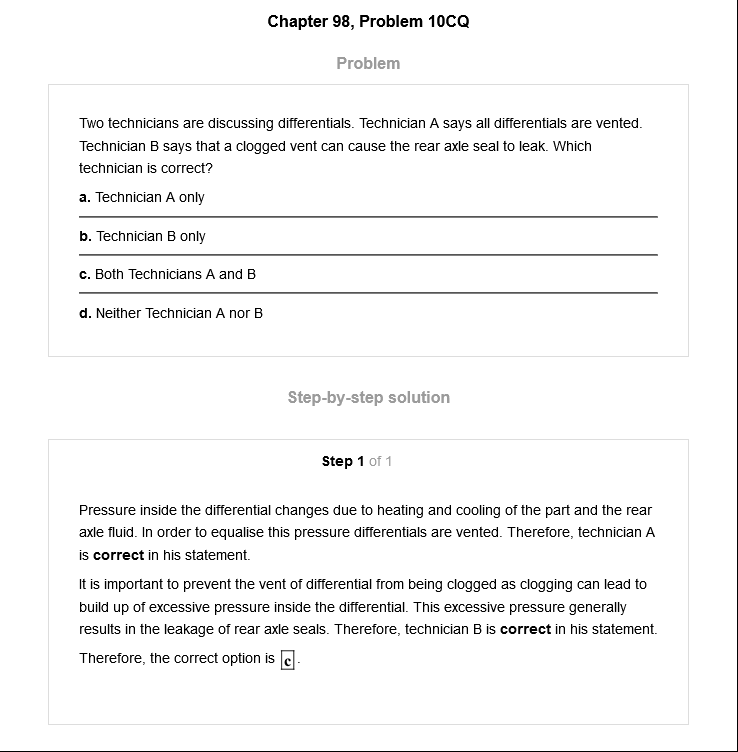 Chapter 98, Problem 10CQ
Problem
Two technicians are discussing differentials. Technician A says all differentials are vented.
Technician B says that a clogged vent can cause the rear axle seal to leak. Which
technician is correct?
a. Technician A only
b. Technician B only
c. Both Technicians A and B
d. Neither Technician A nor B
Step-by-step solution
Step 1 of 1
Pressure inside the differential changes due to heating and cooling of the part and the rear
axle fluid. In order to equalise this pressure differentials are vented. Therefore, technician A
is correct in his statement.
It is important to prevent the vent of differential from being clogged as clogging can lead to
build up of excessive pressure inside the differential. This excessive pressure generally
results in the leakage of rear axle seals. Therefore, technician B is correct in his statement.
Therefore, the correct option is c.